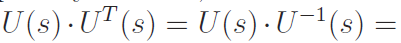 U(s)·U^T(s) = U(s)·U^{-1}(s) =